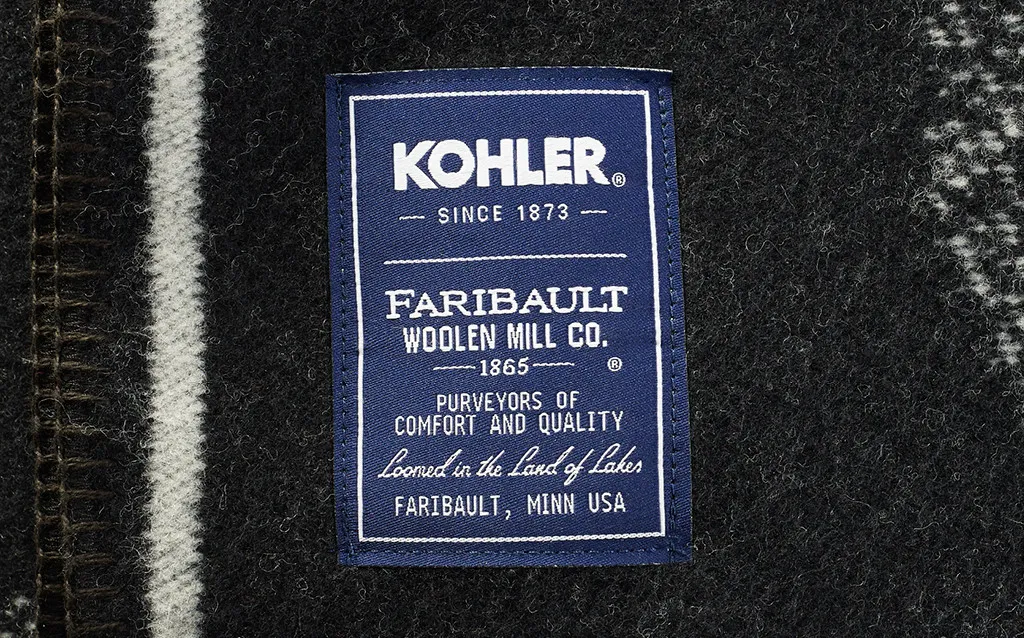 KOHLER®
— SINCE 1873 —
FARIBAULT
WOOLEN MILL CO.
— 1865 — ®
PURVEYORS OF
COMFORT AND QUALITY
Loomed in the Land of Lakes
FARIBAULT, MINN USA